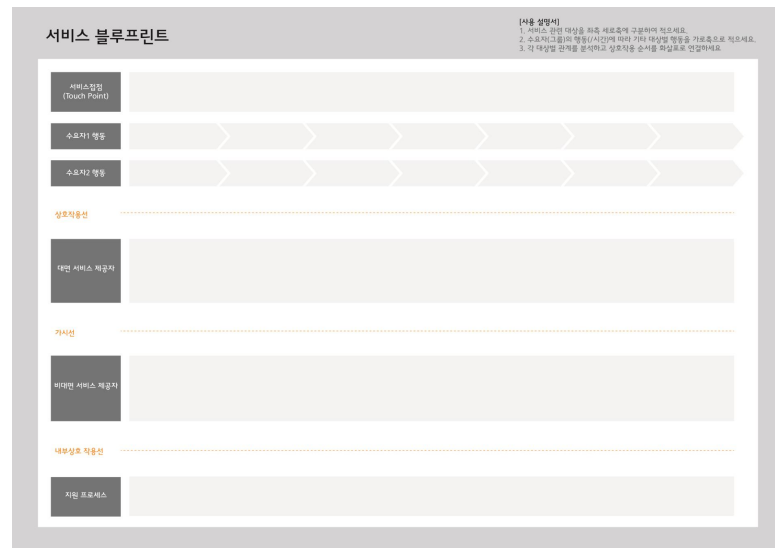 서비스 블루프린트
[사용 설명서]
1. 서비스 관련 대상을 좌측 세로축에 구분하여 적으세요.
2. 수요자(그룹)의 행동(/시간)에 따라 기타 대상별 행동을 가로축으로 적으세요.
3. 각 대상별 관계를 분석하고 상호작용 순서를 화살표로 연결하세요.
서비스접점
(Touch Point)
수요자1 행동
수요자2 행동
상호작용선
대면 서비스 제공자
가시선
비대면 서비스 제공자
내부상호 작용선
지원 프로세스